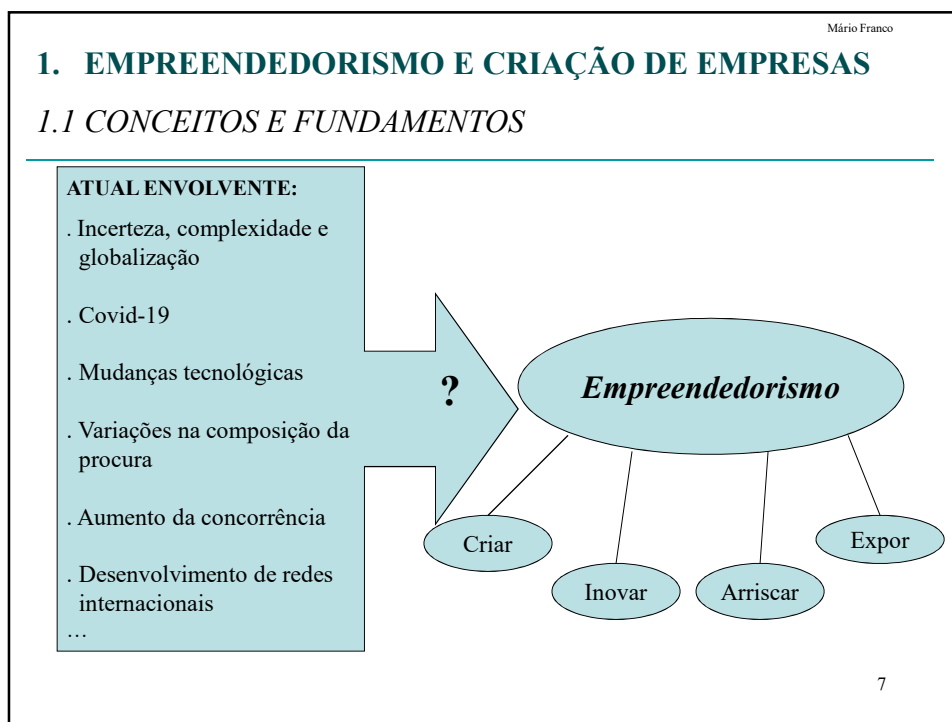 Mário Franco
1. EMPREENDEDORISMO E CRIAÇÃO DE EMPRESAS
1.1 CONCEITOS E FUNDAMENTOS
ATUAL ENVOLVENTE:
. Incerteza, complexidade e
globalização
. Covid-19
. Mudanças tecnológicas
. Variações na composição da
procura
. Aumento da concorrência
. Desenvolvimento de redes
internacionais
…
?
Empreendedorismo
Criar
Inovar
Arriscar
Expor
7